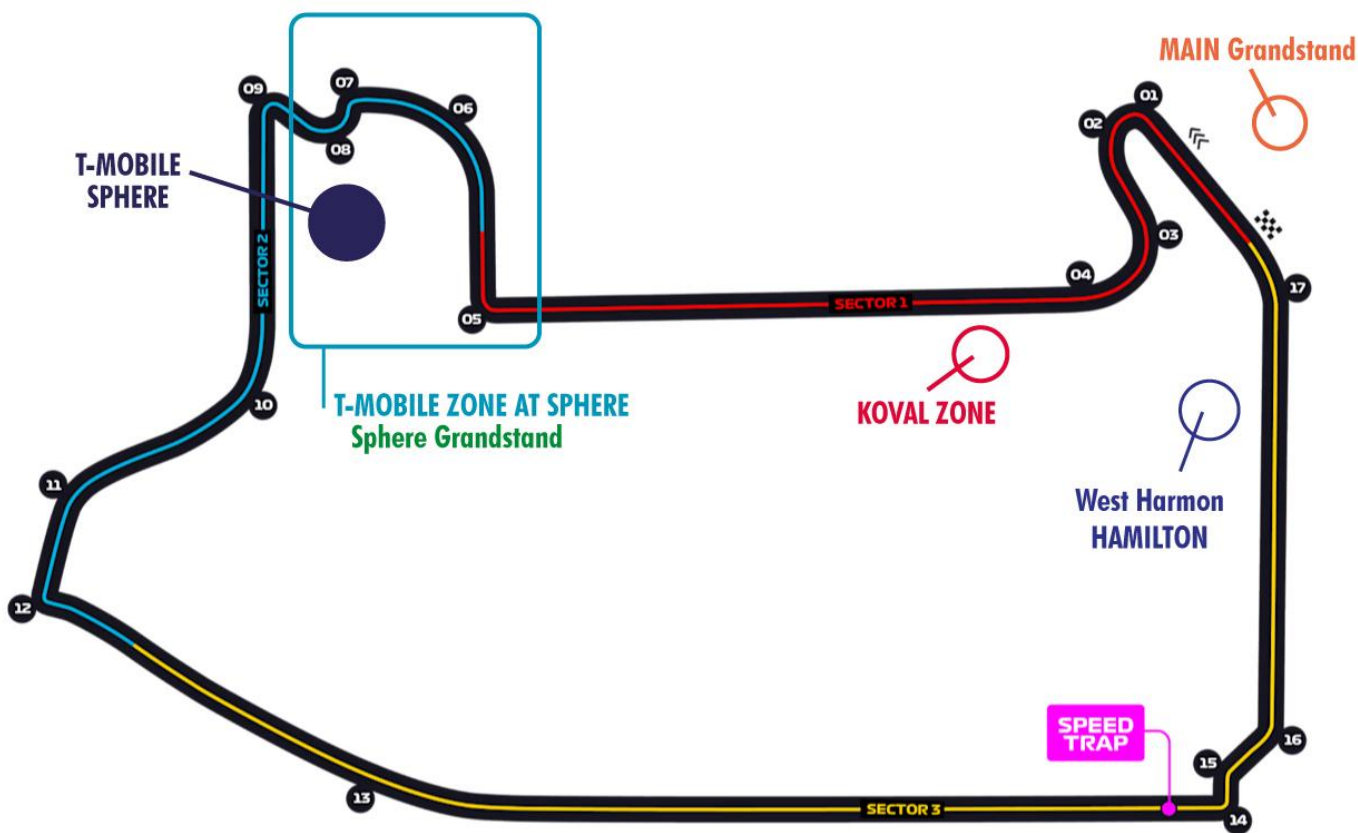 MAIN Grandstand
01
02
03
04
05
06
07
08
09
T-MOBILE
SPHERE
SECTOR 2
SECTOR 1
17
T-MOBILE ZONE AT SPHERE
Sphere Grandstand
KOVAL ZONE
10
11
West Harmon
HAMILTON
12
SPEED
TRAP
13
SECTOR 3
14
15
16